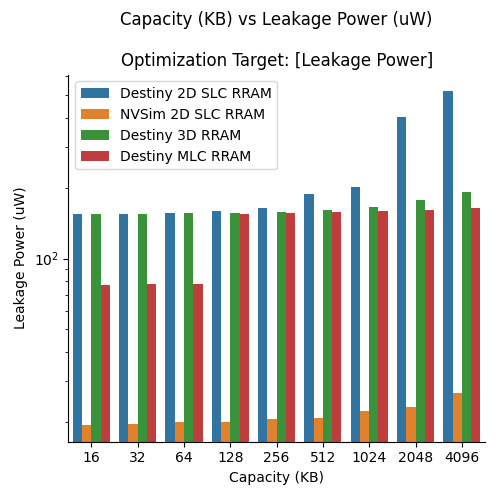 Capacity (KB) vs Leakage Power (uW)
Optimization Target: [Leakage Power]
Destiny 2D SLC RRAM
NVSim 2D SLC RRAM
Destiny 3D RRAM
Destiny MLC RRAM
Leakage Power (uW)
10^2
16 32 64 128 256 512 1024 2048 4096
Capacity (KB)